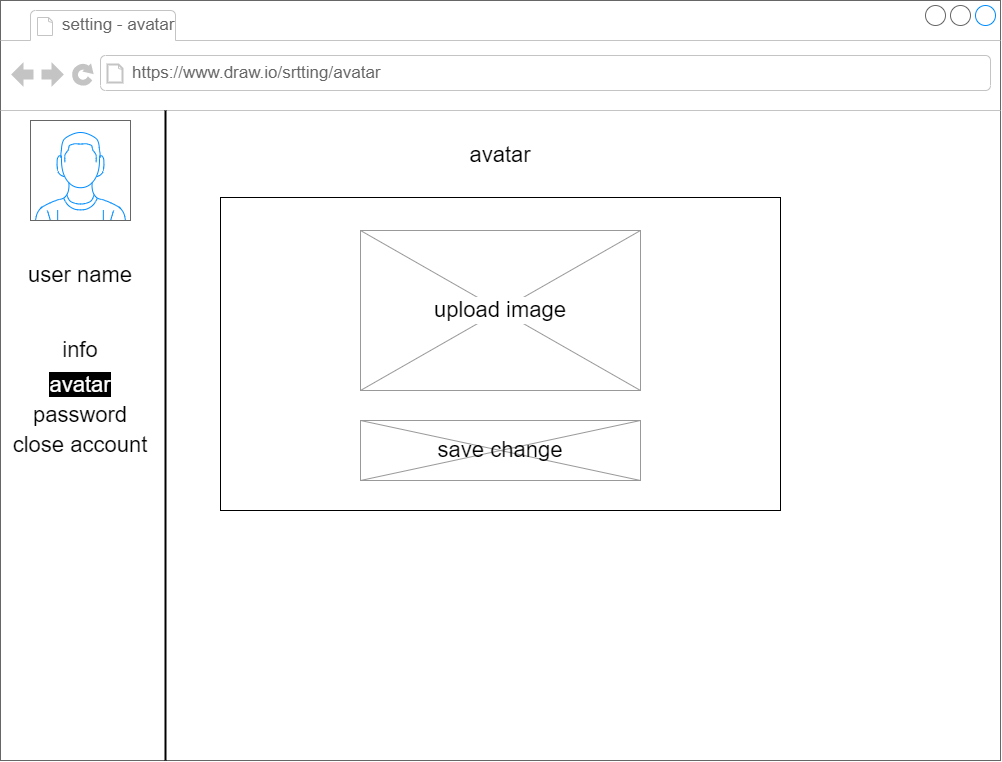 setting - avatar
https://www.draw.io/srtting/avatar
user name
info
avatar
password
close account
avatar
upload image
save change